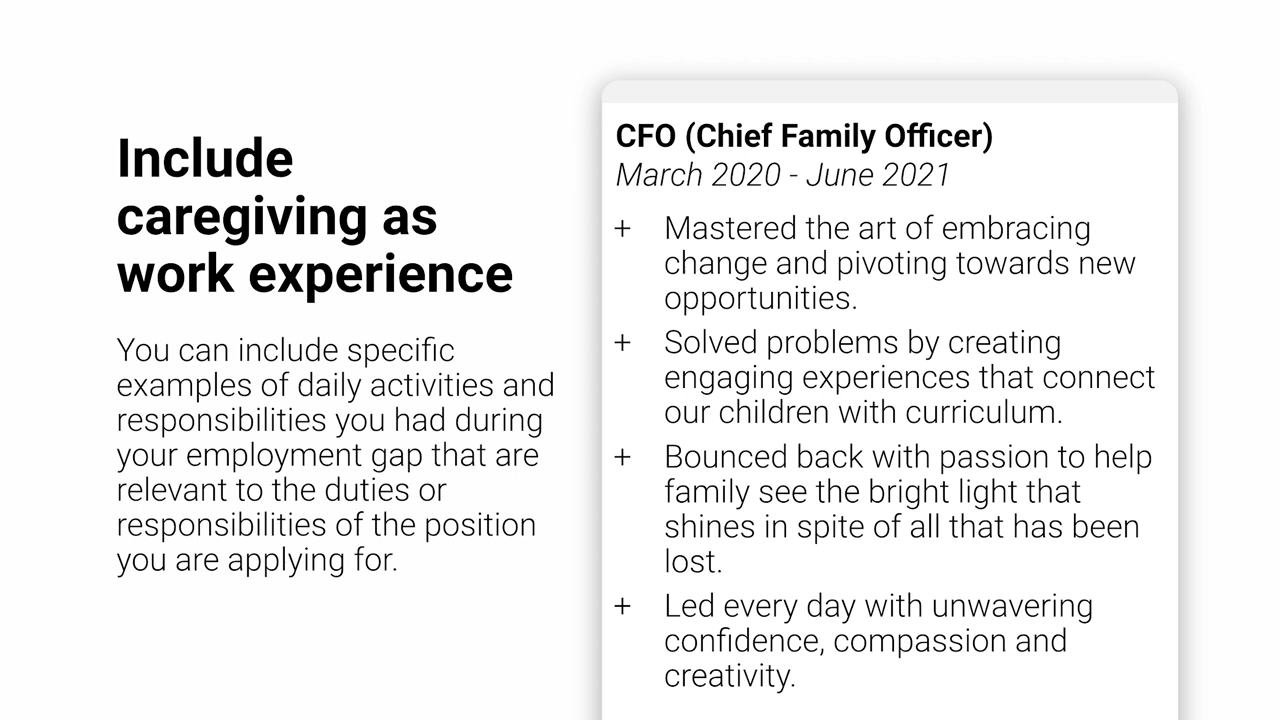 Include
caregiving as
work experience
You can include specific
examples of daily activities and
responsibilities you had during
your employment gap that are
relevant to the duties or
responsibilities of the position
you are applying for.
CFO (Chief Family Officer)
March 2020 - June 2021
+ Mastered the art of embracing
change and pivoting towards new
opportunities.
+ Solved problems by creating
engaging experiences that connect
our children with curriculum.
+ Bounced back with passion to help
family see the bright light that
shines in spite of all that has been
lost.
+ Led every day with unwavering
confidence, compassion and
creativity.